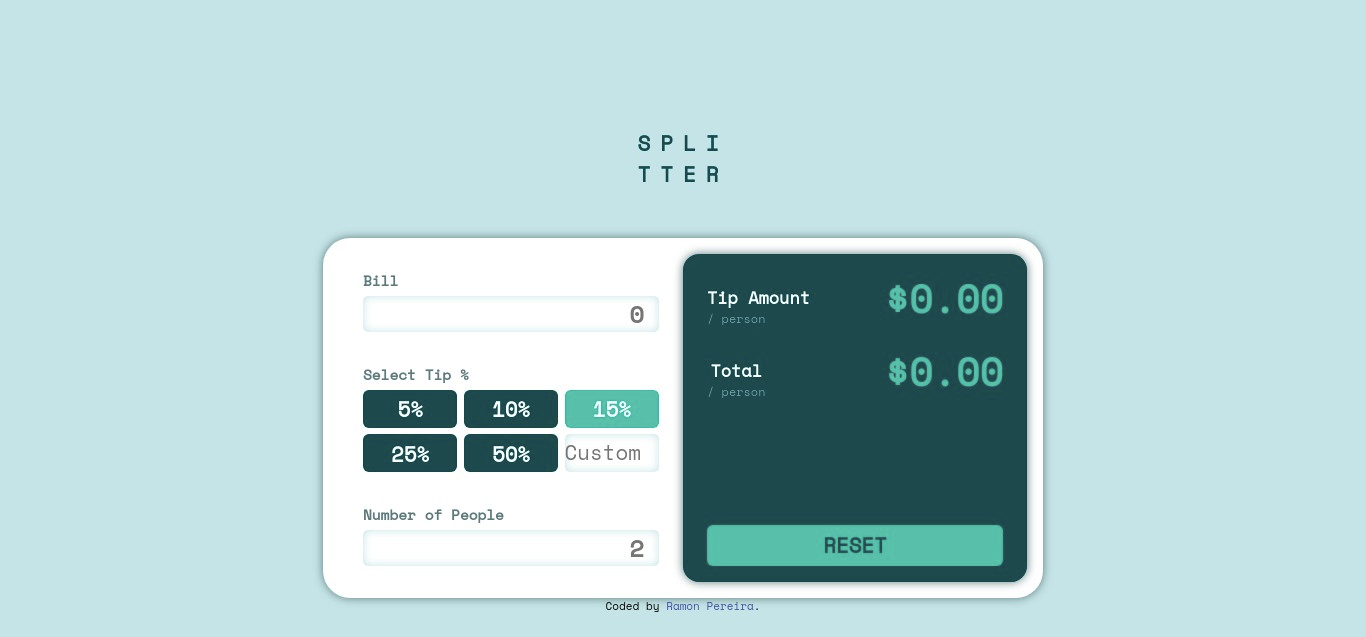 SPLI
TTER
Bill
0
Select Tip %
5% 10% 15%
25% 50% Custom
Number of People
2
Tip Amount $0.00
/ person
Total $0.00
/ person
RESET
Coded by Ramon Pereira.